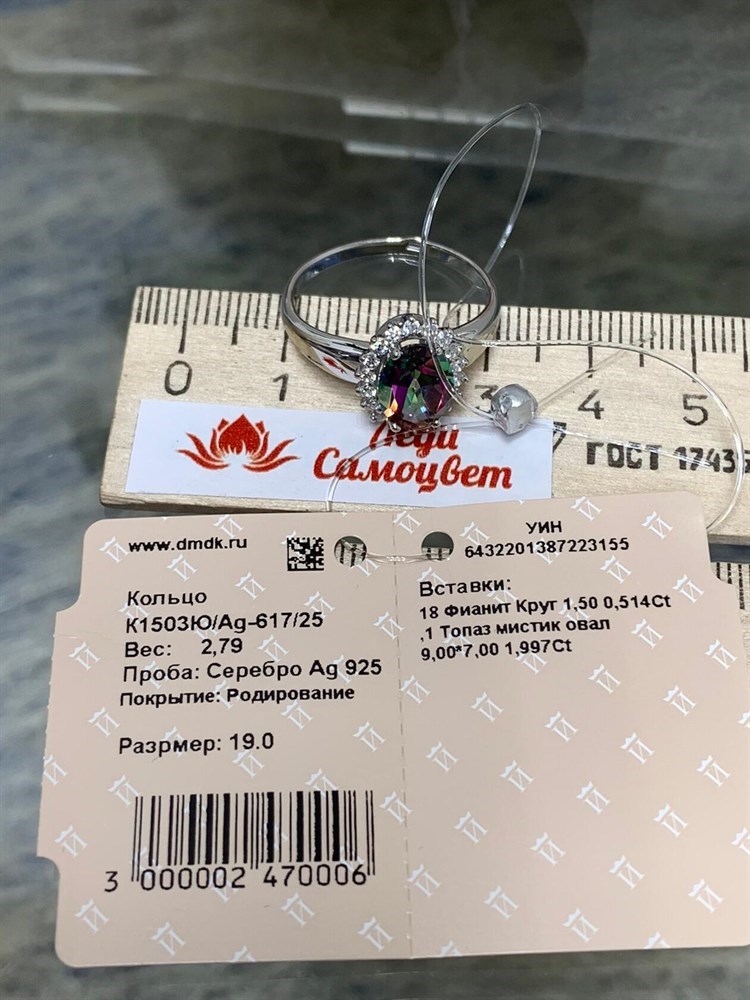 0 1 3 4 5
ГОСТ 17435
Леди
Самоцвет
www.dmdk.ru
Кольцо
К1503Ю/Ag-617/25
Вес: 2,79
Проба: Серебро Ag 925
Покрытие: Родирование
Разрмер: 19.0
3 000002 470006
УИН
6432201387223155
Вставки:
18 Фианит Круг 1,50 0,514Ct
,1 Топаз мистик овал
9,00*7,00 1,997Ct